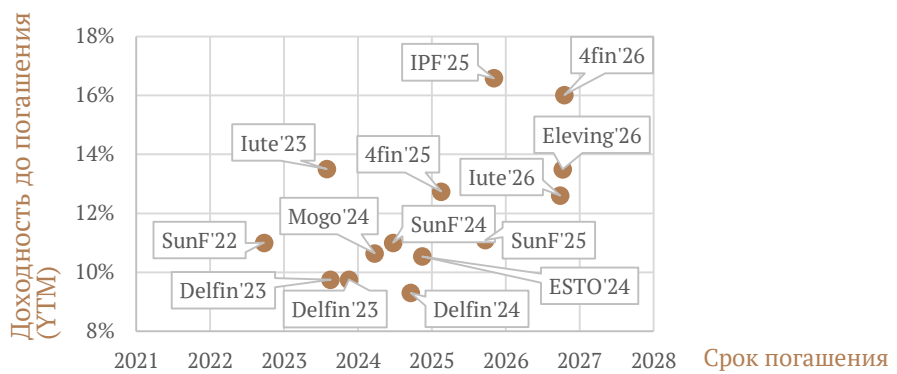 Доходность до погашения
(YTM)
18%
16%
14%
12%
10%
8%
IPF'25
4fin'26
Iute'23
4fin'25
Eleving'26
Iute'26
Mogo'24
SunF'24
SunF'22
SunF'25
Delfin'23
Delfin'23
Delfin'24
ESTO'24
2021 2022 2023 2024 2025 2026 2027 2028
Срок погашения